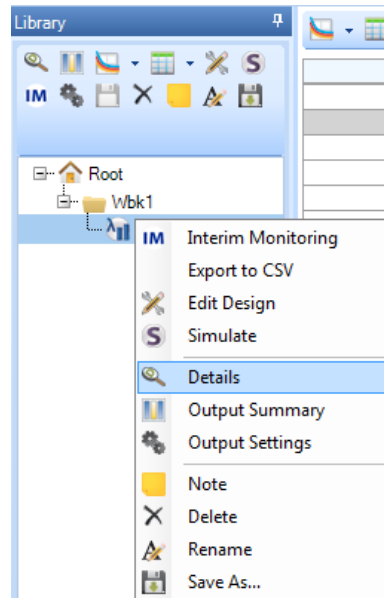 Library
S
IM
Root
Wbk1
λ
IM Interim Monitoring
Export to CSV
Edit Design
S Simulate
Details
Output Summary
Output Settings
Note
Delete
A Rename
Save As...